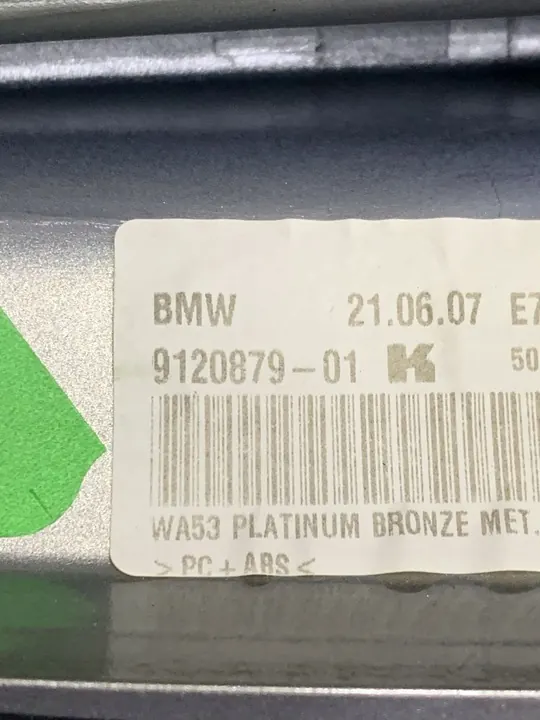 BMW 21.06.07 E7
9120879-01 K 50
WA53 PLATINUM BRONZE MET.
> PC + ABS <